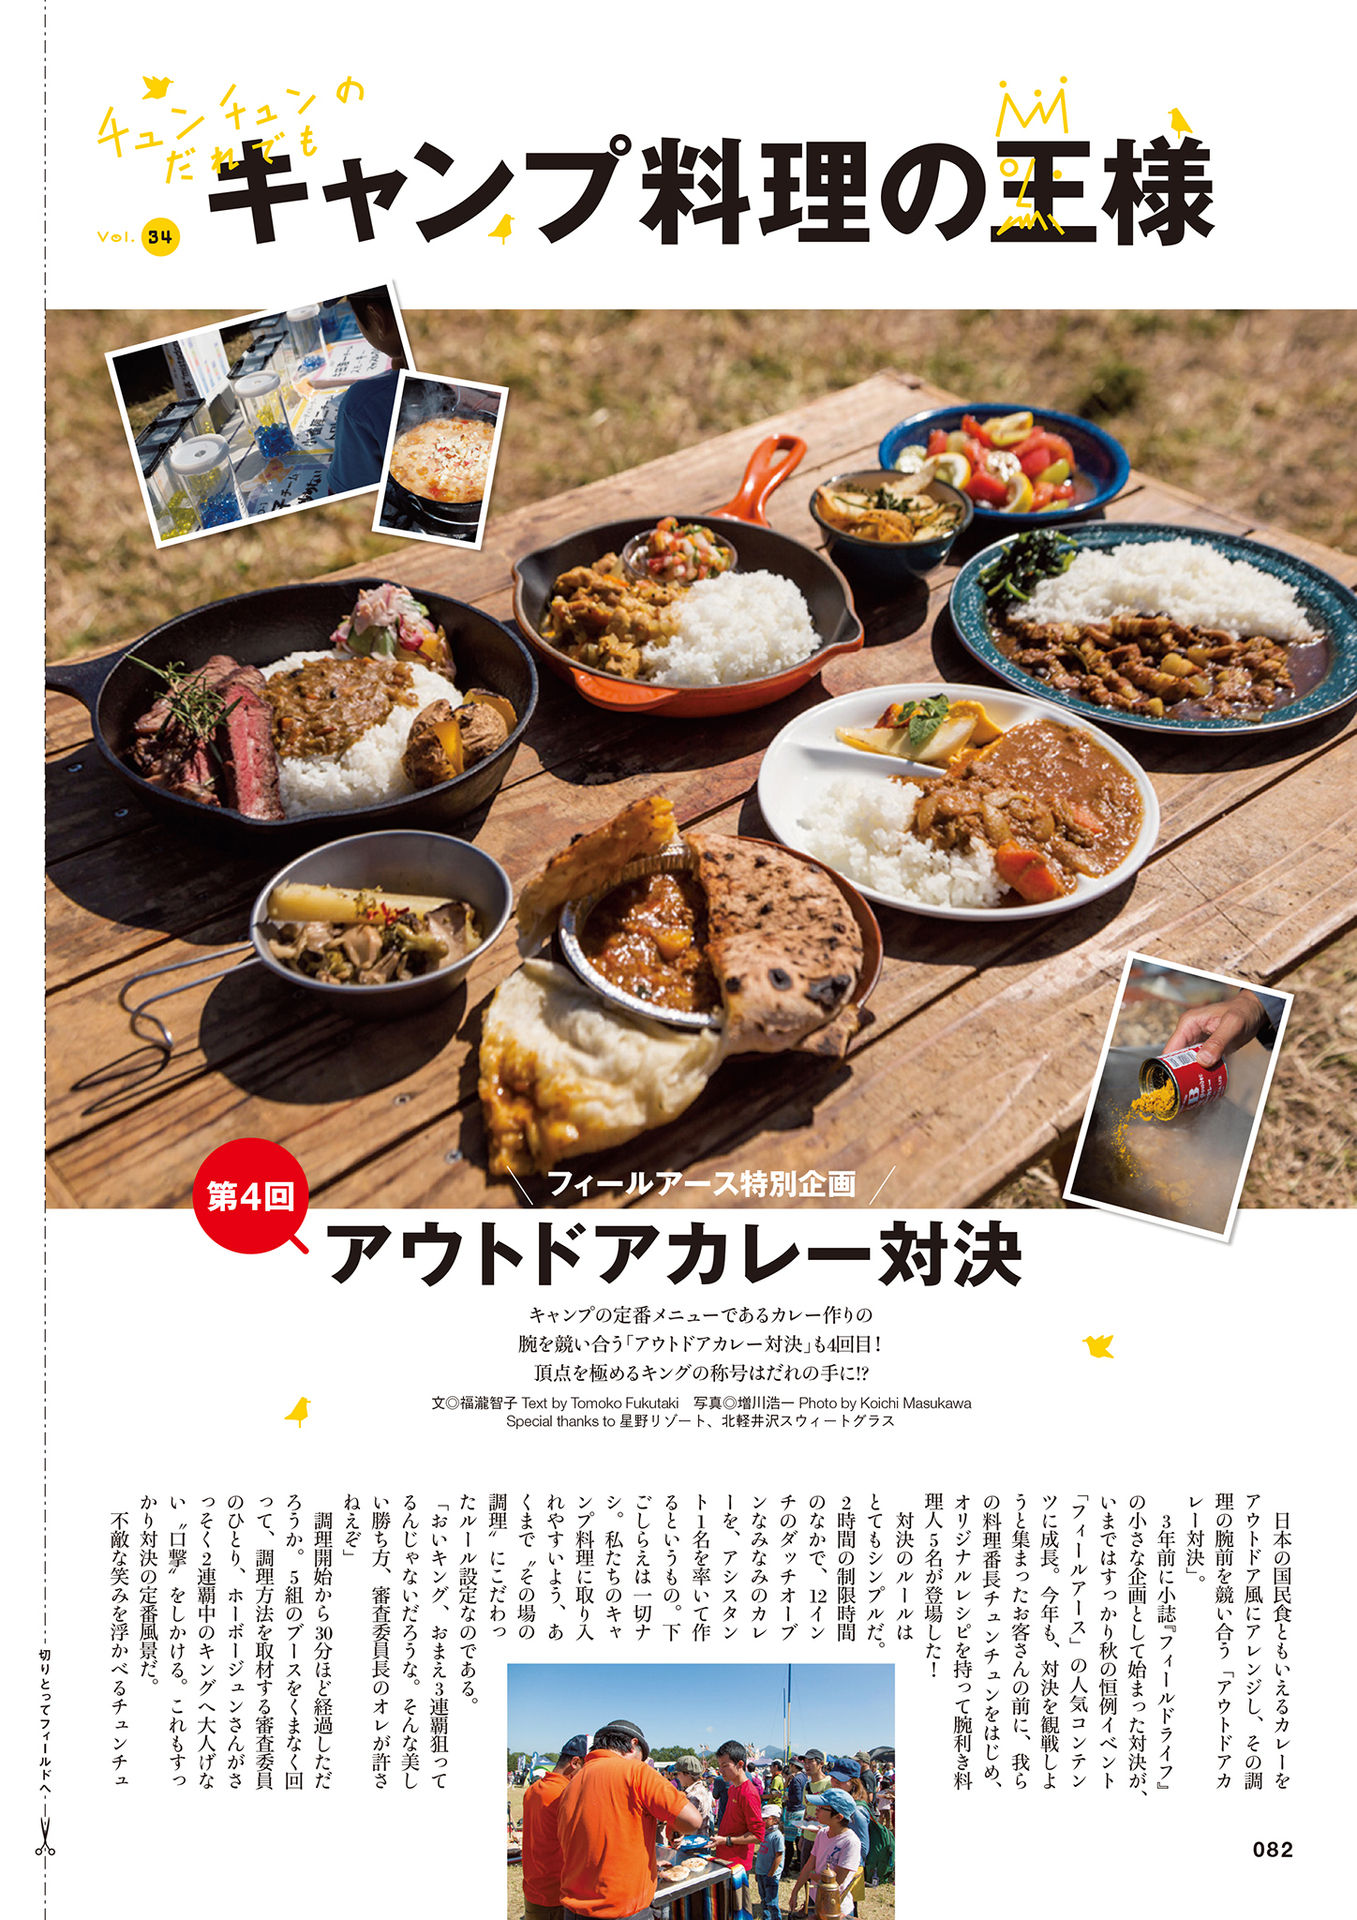 チュンチュンの
だれでも
キャンプ料理の王様
Vol. 34
第4回
フィールアース特別企画
アウトドアカレー対決
キャンプの定番メニューであるカレー作りの
腕を競い合う「アウトドアカレー対決」も4回目！
頂点を極めるキングの称号はだれの手に!?
文◎福瀧智子 Text by Tomoko Fukutaki　写真◎増川浩一 Photo by Koichi Masukawa
Special thanks to 星野リゾート、北軽井沢スウィートグラス
日本の国民食ともいえるカレーを
アウトドア風にアレンジし、その調
理の腕前を競い合う「アウトドアカ
レー対決」。
3年前に小誌『フィールドライフ』
の小さな企画として始まった対決が、
いまではすっかり秋の恒例イベント
「フィールアース」の人気コンテン
ツに成長。今年も、対決を観戦しよ
うと集まったお客さんの前に、我ら
の料理番長チュンチュンをはじめ、
オリジナルレシピを持って腕利き料
理人5名が登場した！
対決のルールは
とてもシンプルだ。
2時間の制限時間
のなかで、12イン
チのダッチオーブ
ンなみなみのカレ
ーを、アシスタン
ト1名を率いて作
るというもの。下
ごしらえは一切ナ
シ。私たちのキャ
ンプ料理に取り入
れやすいよう、あ
くまで〝その場の
調理〟にこだわっ
たルール設定なのである。
「おいキング、おまえ3連覇狙って
るんじゃないだろうな。そんな美し
い勝ち方、審査委員長のオレが許さ
ねえぞ」
調理開始から30分ほど経過しただ
ろうか。5組のブースをくまなく回
って、調理方法を取材する審査委員
のひとり、ホーボージュンさんがさ
っそく2連覇中のキングへ大人げな
い〝口撃〟をしかける。これもすっ
かり対決の定番風景だ。
不敵な笑みを浮かべるチュンチュ
切りとってフィールドへ
082